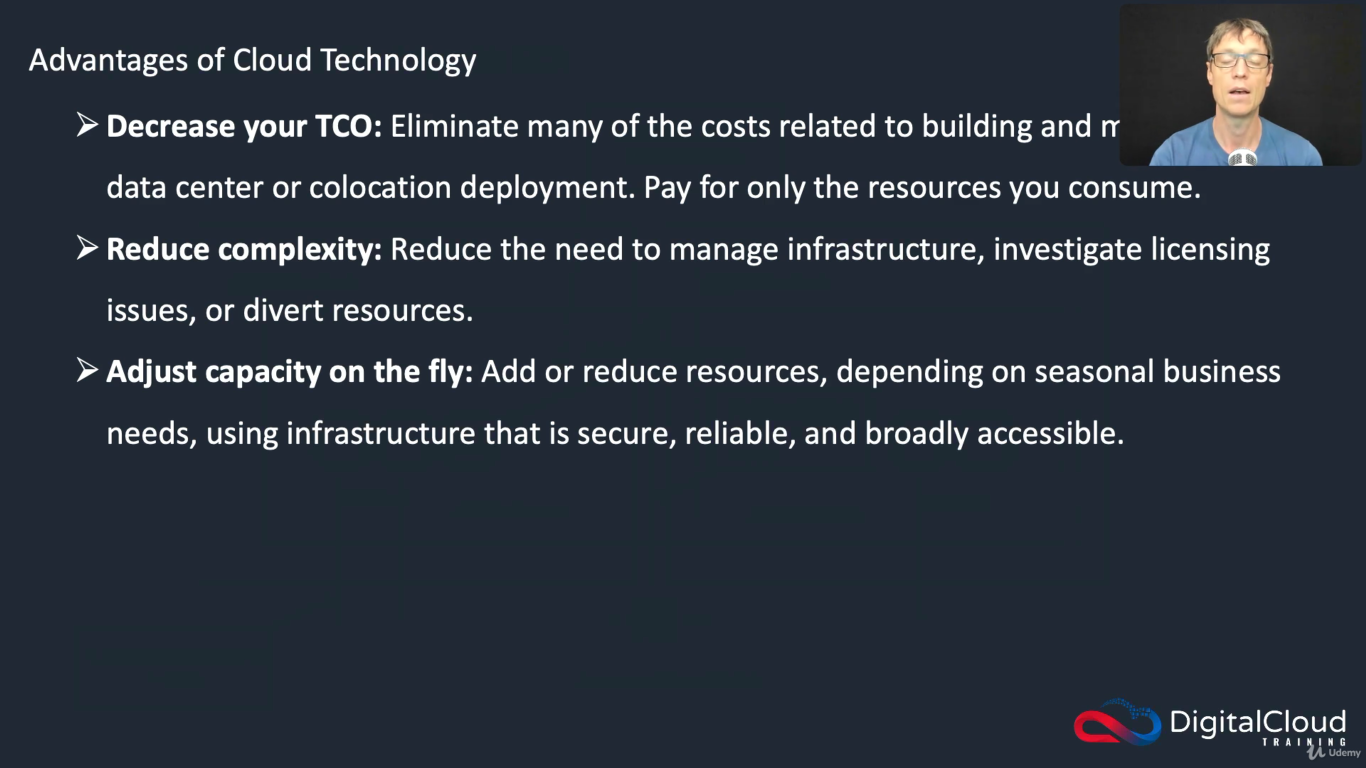 Advantages of Cloud Technology
➢ Decrease your TCO: Eliminate many of the costs related to building and
data center or colocation deployment. Pay for only the resources you consume.
➢ Reduce complexity: Reduce the need to manage infrastructure, investigate licensing
issues, or divert resources.
➢ Adjust capacity on the fly: Add or reduce resources, depending on seasonal business
needs, using infrastructure that is secure, reliable, and broadly accessible.
DigitalCloud
TRAINING
Udemy